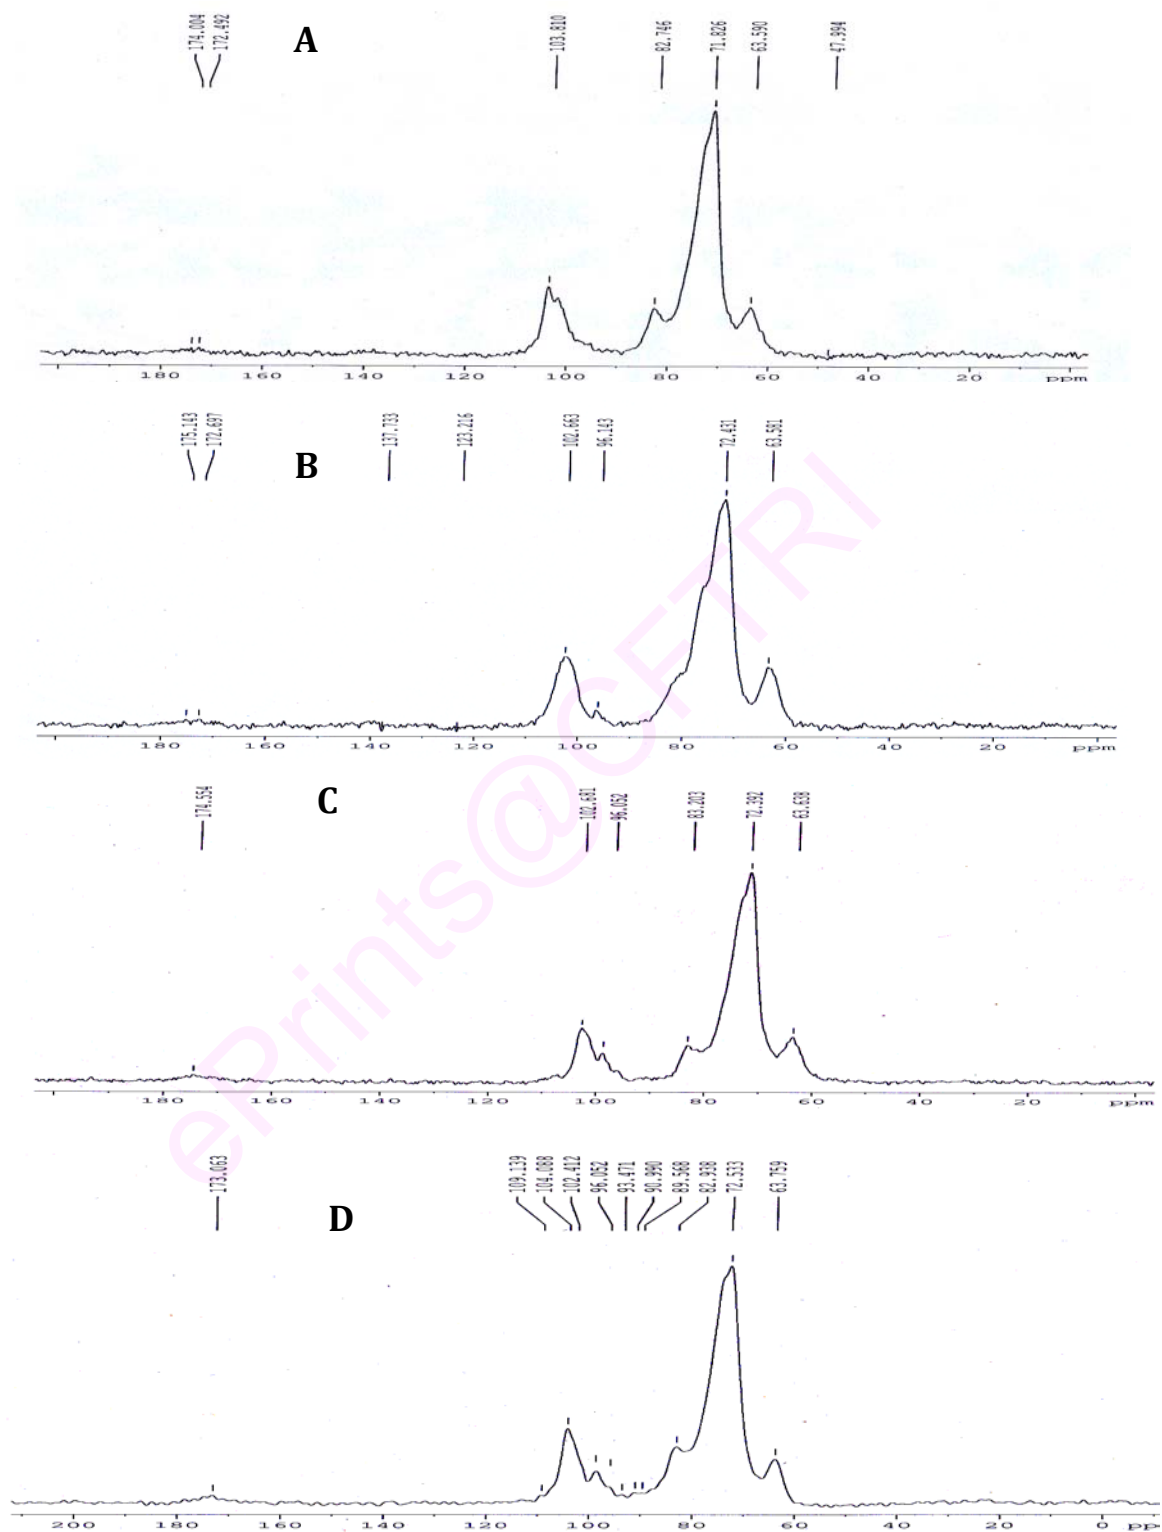 174.004 172.492 103.810 82.746 71.826 63.590 47.994
A
180 160 140 120 100 80 60 40 20 ppm
175.143 172.697 137.733 123.216 102.663 96.143 72.431 63.581
B
180 160 140 120 100 80 60 40 20 ppm
174.554 102.681 96.052 83.203 72.392 63.638
C
180 160 140 120 100 80 60 40 20 ppm
173.063 109.139 104.088 102.412 96.052 93.471 90.990 89.568 82.938 72.533 63.759
D
200 180 160 140 120 100 80 60 40 20 0 pp
ePrints@CFTRI